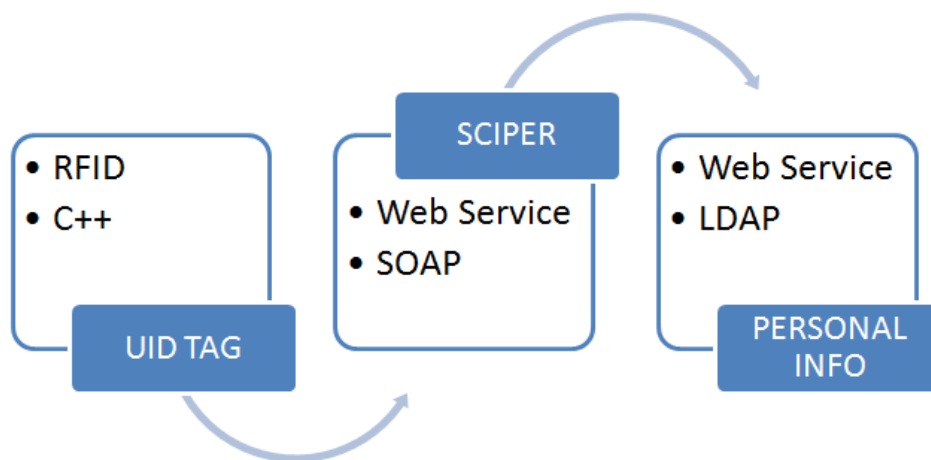 • RFID
• C++
UID TAG
SCIPER
• Web Service
• SOAP
• Web Service
• LDAP
PERSONAL
INFO